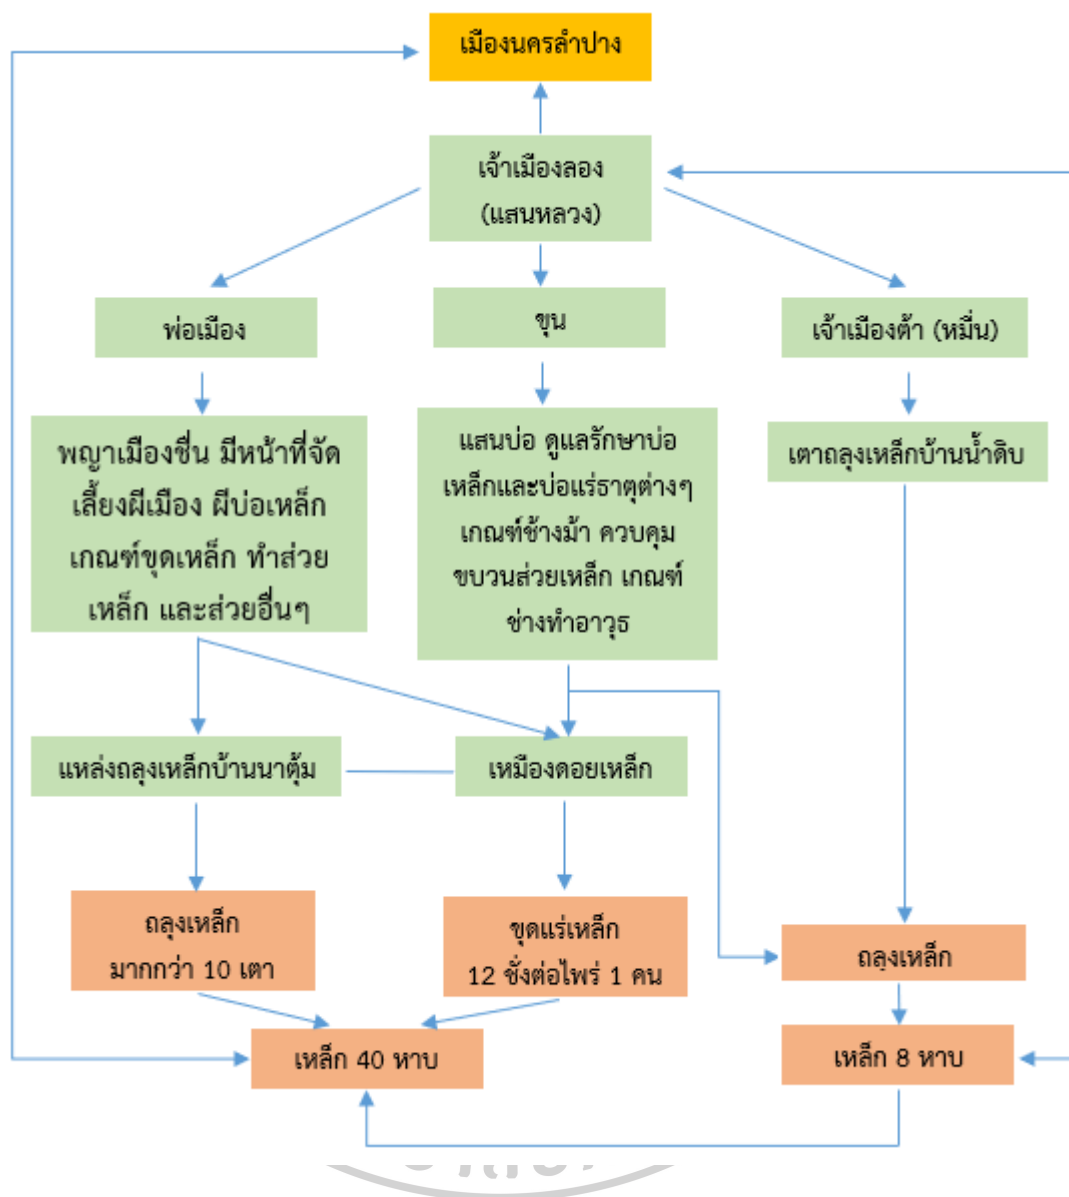 เมืองนครลำปาง
เจ้าเมืองลอง
(แสนหลวง)
พ่อเมือง
ขุน
เจ้าเมืองต้า (หมื่น)
พญาเมืองชื่น มีหน้าที่จัด
เลี้ยงผีเมือง ผีบ่อเหล็ก
เกณฑ์ขุดเหล็ก ทำส่วย
เหล็ก และส่วยอื่นๆ
แสนบ่อ ดูแลรักษาบ่อ
เหล็กและบ่อแร่ธาตุต่างๆ
เกณฑ์ช้างม้า ควบคุม
ขบวนส่วยเหล็ก เกณฑ์
ช่างทำอาวุธ
เตาถลุงเหล็กบ้านน้ำดิบ
แหล่งถลุงเหล็กบ้านนาตุ้ม
เหมืองดอยเหล็ก
ถลุงเหล็ก
มากกว่า 10 เตา
ขุดแร่เหล็ก
12 ชั่งต่อไพร่ 1 คน
ถลุงเหล็ก
เหล็ก 40 หาบ
เหล็ก 8 หาบ